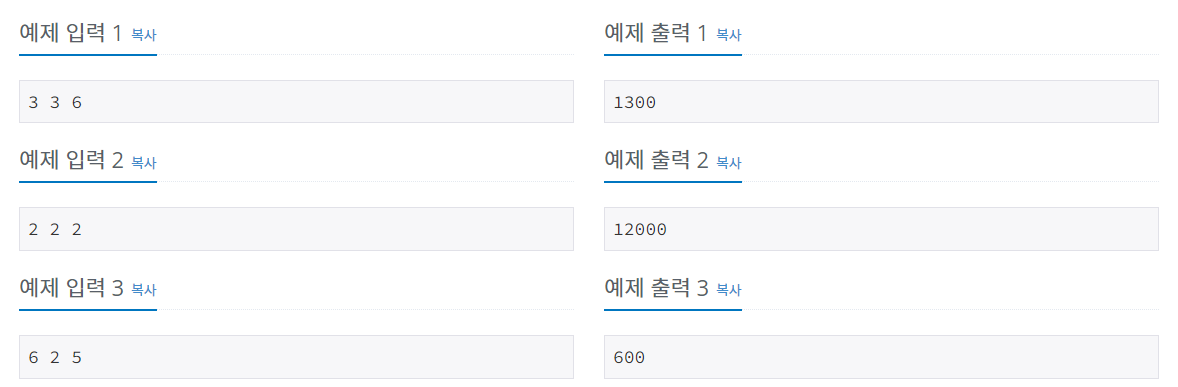 예제 입력 1 복사
예제 출력 1 복사
3 3 6
1300
예제 입력 2 복사
예제 출력 2 복사
2 2 2
12000
예제 입력 3 복사
예제 출력 3 복사
6 2 5
600